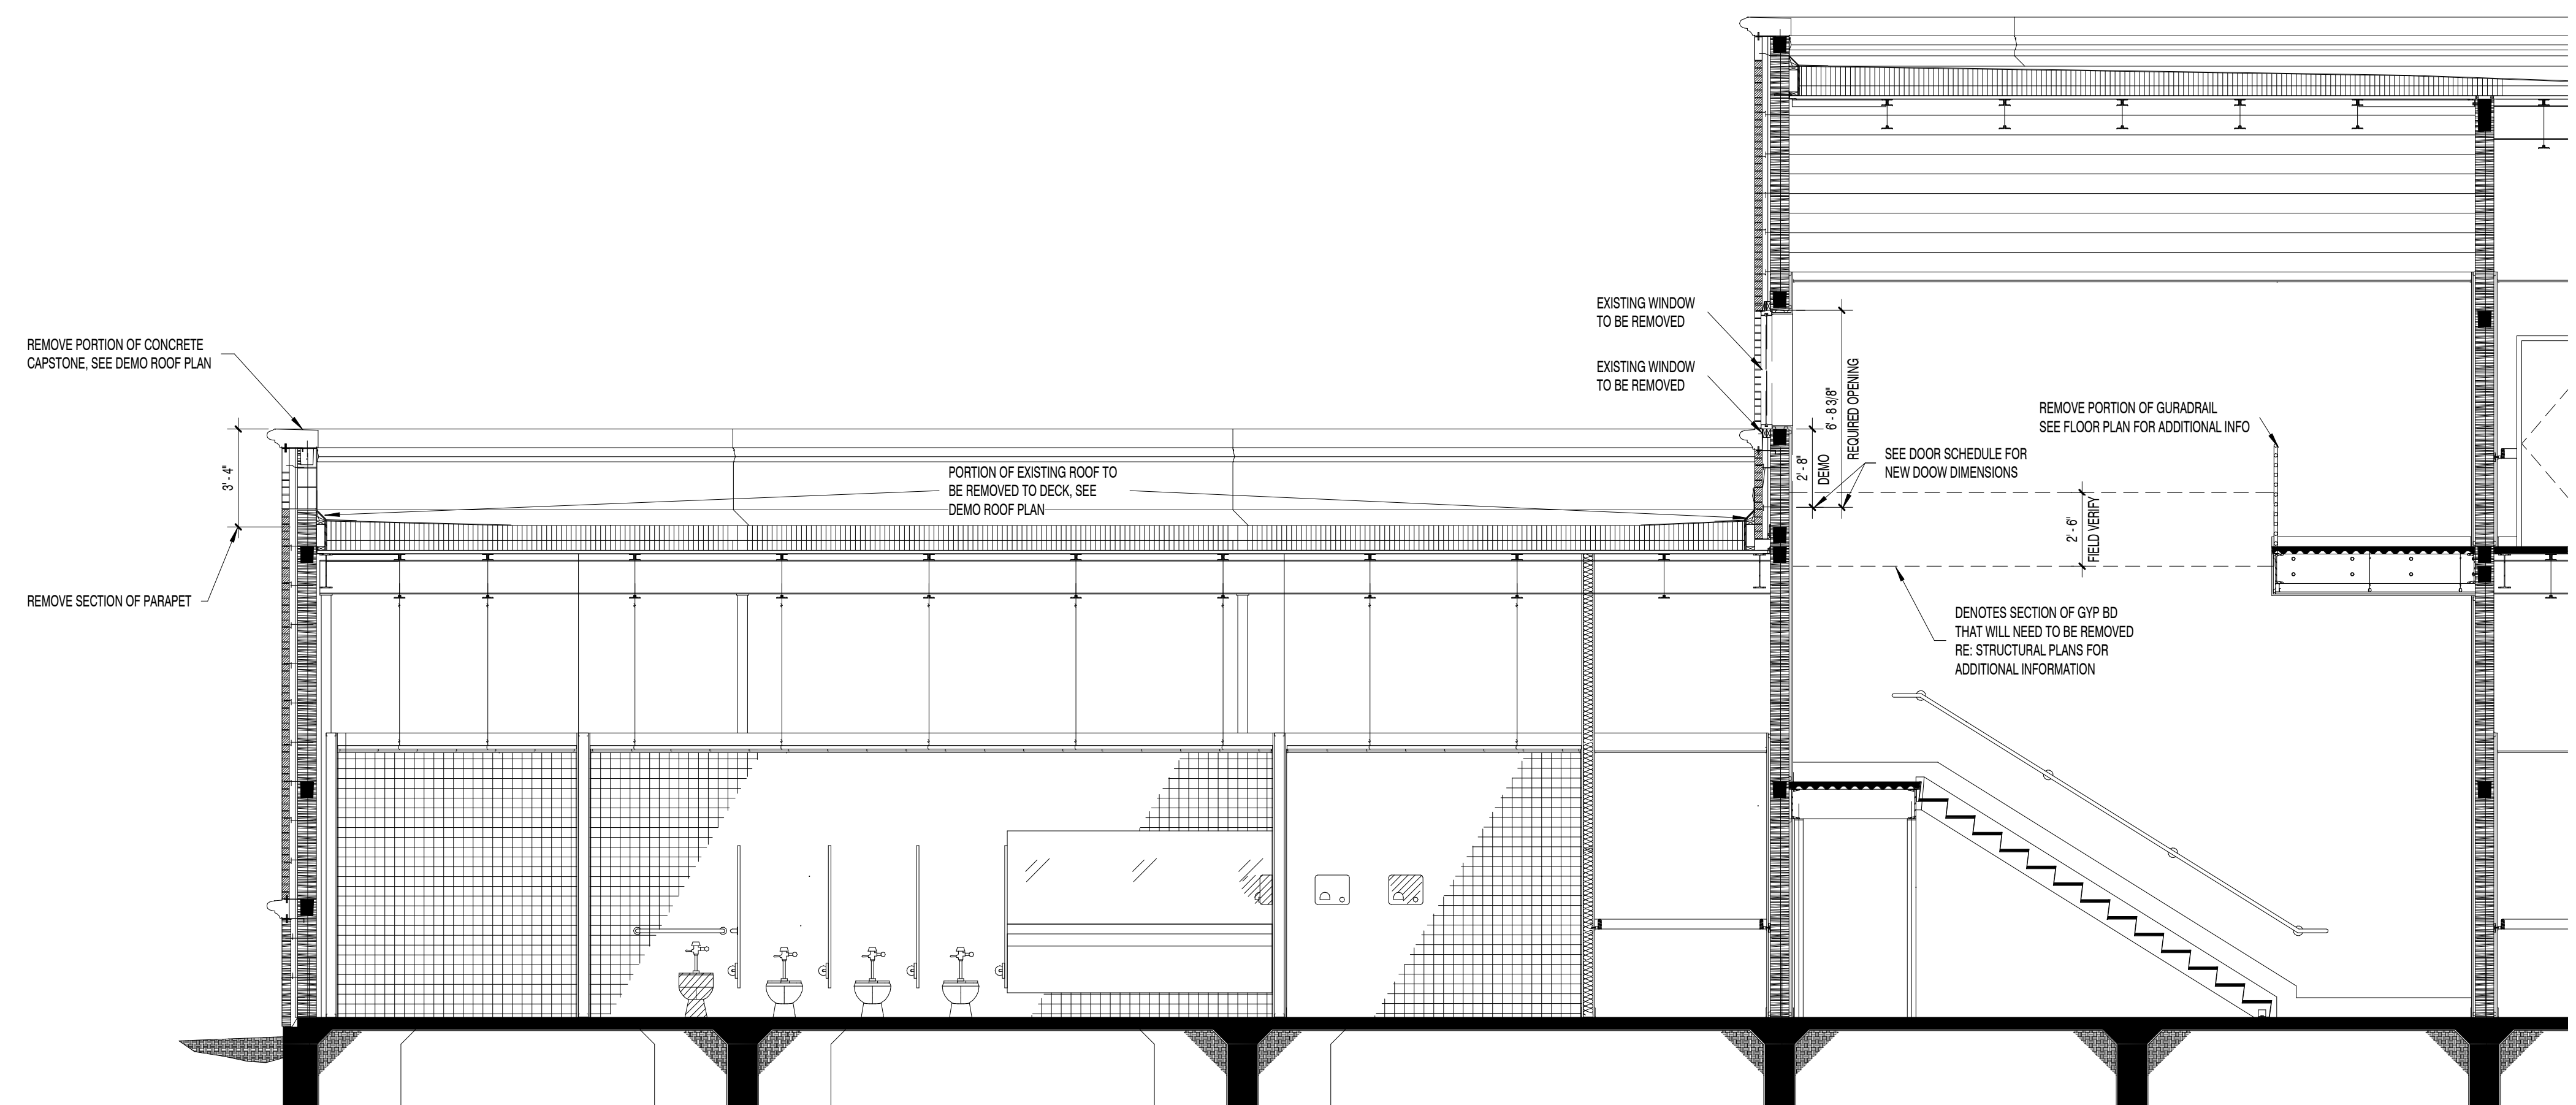 EXISTING WINDOW
TO BE REMOVED
REMOVE PORTION OF CONCRETE
CAPSTONE, SEE DEMO ROOF PLAN
EXISTING WINDOW
TO BE REMOVED
3' - 4"
PORTION OF EXISTING ROOF TO
BE REMOVED TO DECK, SEE
DEMO ROOF PLAN
2' - 8"
DEMO
6' - 8 3/8"
REQUIRED OPENING
SEE DOOR SCHEDULE FOR
NEW DOOW DIMENSIONS
REMOVE PORTION OF GURADRAIL
SEE FLOOR PLAN FOR ADDITIONAL INFO
2' - 6"
FIELD VERIFY
REMOVE SECTION OF PARAPET
DENOTES SECTION OF GYP BD
THAT WILL NEED TO BE REMOVED
RE: STRUCTURAL PLANS FOR
ADDITIONAL INFORMATION